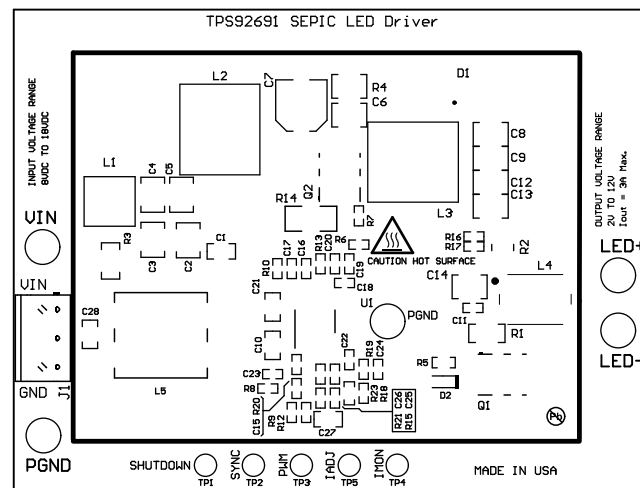 TPS92691 SEPIC LED Driver
INPUT VOLTAGE RANGE
8VDC TO 18VDC
OUTPUT VOLTAGE RANGE
2V TO 12V
Iout = 3A Max.
L2
C7
R4
C6
D1
L1
C4
C5
C8
C9
C12
C13
Q2
R14
R7
L3
VIN
R3
C3
C2
C1
R6
CAUTION HOT SURFACE
R16
R17
R2
LED+
R10
C17
C16
R13
C20
C19
C18
C14
L4
VIN
C28
C21
U1
PGND
C11
R1
LED-
C10
C22
R19
C24
L5
C23
R8
R5
D2
Q1
GND
J1
C15
R20
R9
R12
C27
R23
R18
R21
C26
R15
C25
Pb
PGND
SHUTDOWN
TP1
SYNC
TP2
PWM
TP3
IADJ
TP5
IMON
TP4
MADE IN USA